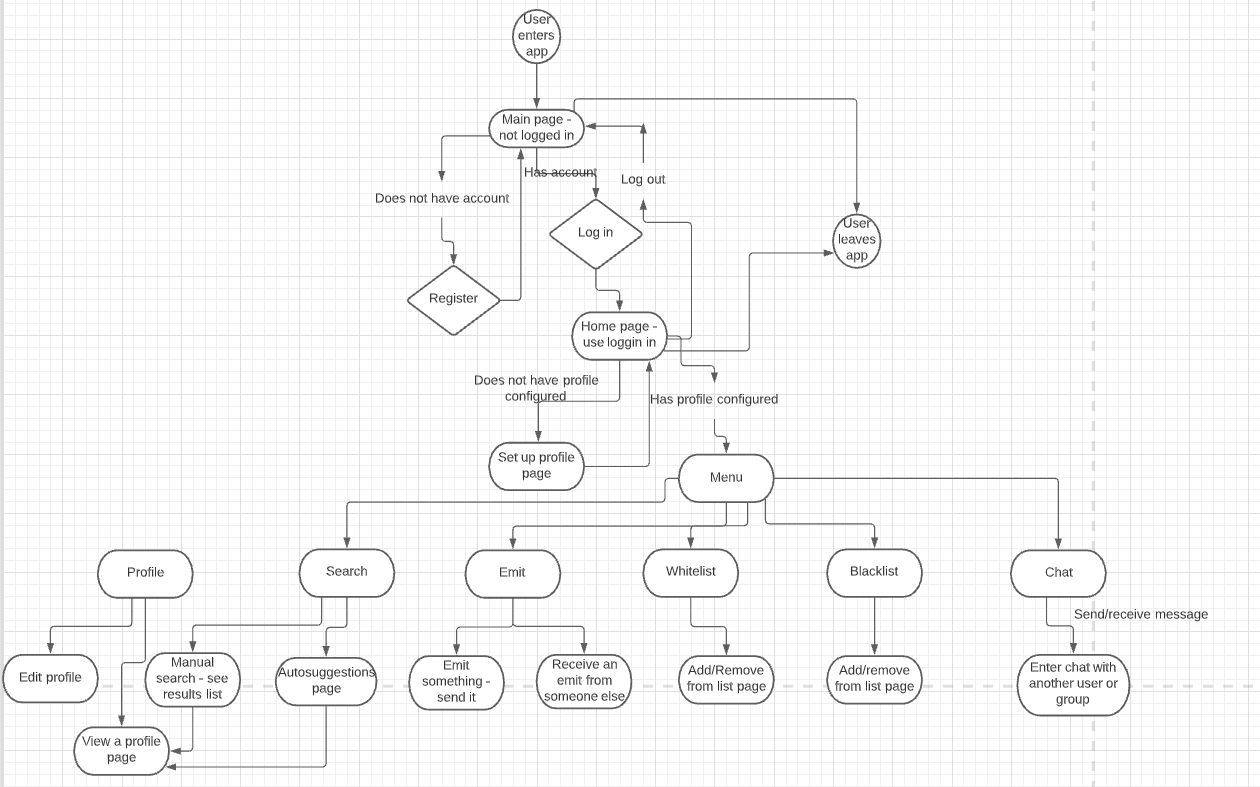 User
enters
app
Main page -
not logged in
Has account
Log out
Does not have account
User
leaves
app
Log in
Register
Home page -
use loggin in
Does not have profile
configured
Has profile configured
Set up profile
page
Menu
Profile
Search
Emit
Whitelist
Blacklist
Chat
Send/receive message
Edit profile
Manual
search - see
results list
Autosuggestions
page
Emit
something -
send it
Receive an
emit from
someone else
Add/Remove
from list page
Add/remove
from list page
Enter chat with
another user or
group
View a profile
page